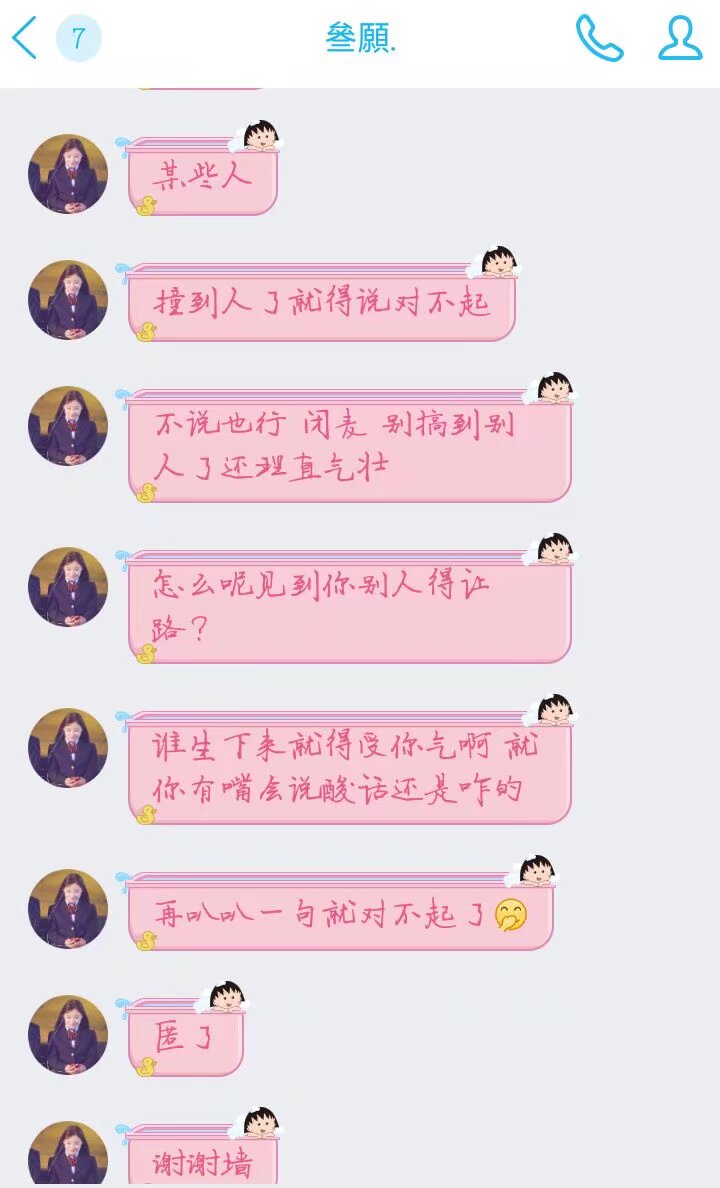 7
叄願.
某些人
撞到人了就得说对不起
不说也行 闭麦 别搞到别
人了还理直气壮
怎么呢见到你别人得让
路?
谁生下来就得受你气啊 就
你有嘴会说酸话还是咋的
再叭叭一句就对不起了
匿了
谢谢墙